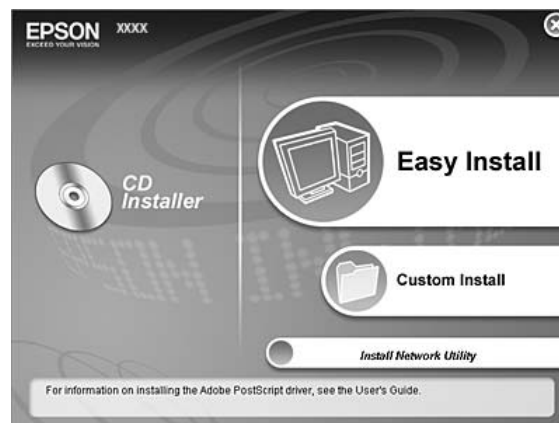 EPSON XXXX
EXCEED YOUR VISION
Easy Install
CD
Installer
Custom Install
Install Network Utility
For information on installing the Adobe PostScript driver, see the User's Guide.